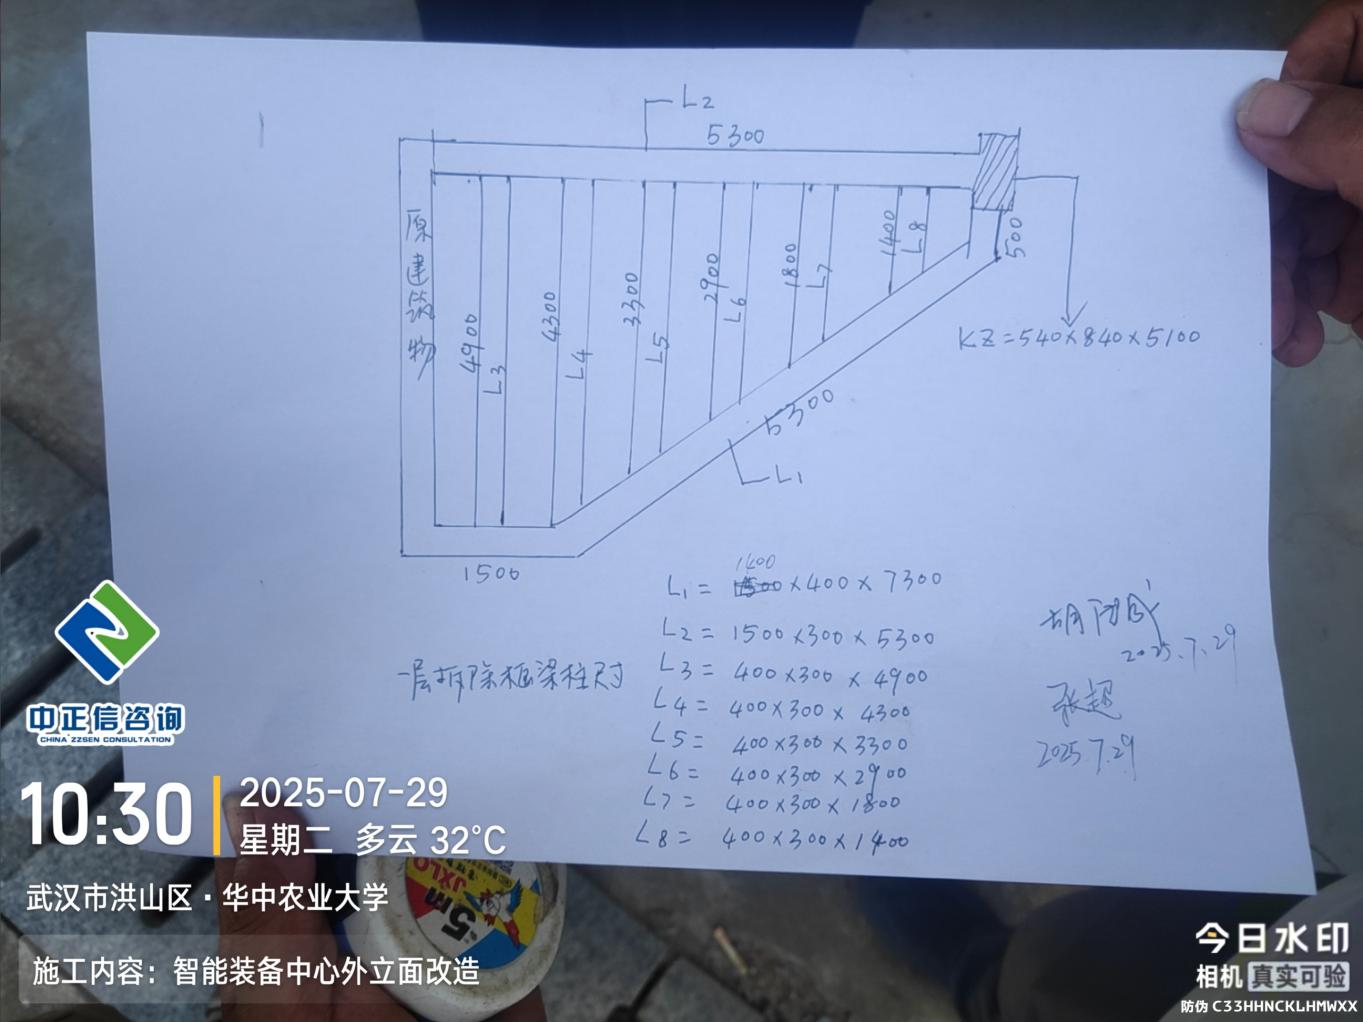 L2
5300
原建筑物
4900
L3
4300
L4
3300
L5
2900
L6
1800
L7
1400
L8
500
KZ=540×840×5100
5300
L1
1500
1400
L1= ×400×7300
L2= 1500×300×5300
L3= 400×300×4900
L4= 400×300×4300
L5= 400×300×3300
L6= 400×300×2900
L7= 400×300×1800
L8= 400×300×1400
一层拆除框梁柱尺寸
2025.7.29
张超
2025 7.29
中正信咨询
CHINA ZZSEN CONSULTATION
10:30
2025-07-29
星期二 多云 32°C
武汉市洪山区·华中农业大学
施工内容：智能装备中心外立面改造
5m
JXLO
今日水印
相机 真实可验
防伪 C33HHNCKLHMWXX